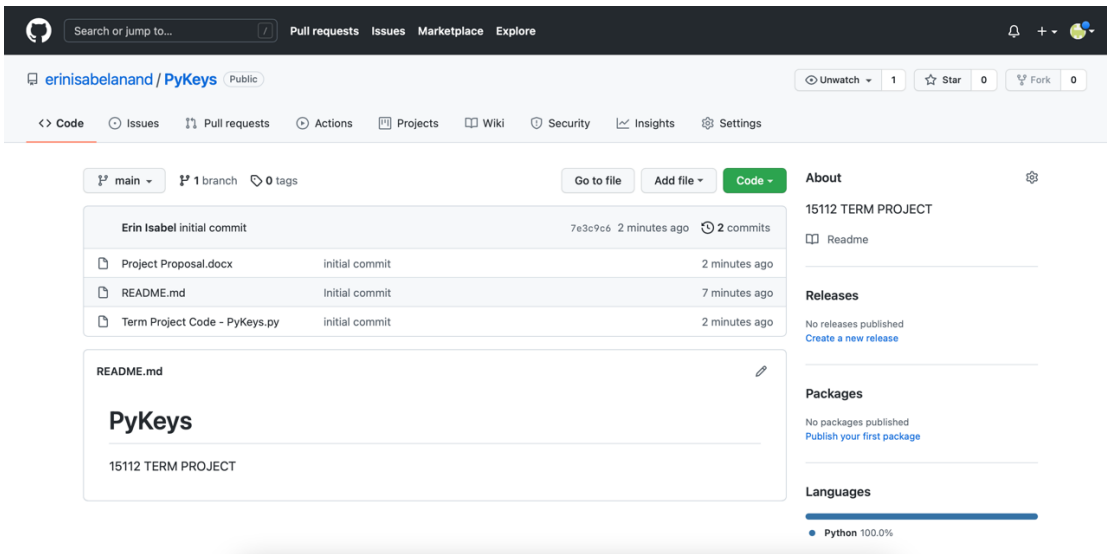 Search or jump to... / Pull requests Issues Marketplace Explore
erinisabelanand / PyKeys Public Unwatch 1 Star 0 Fork 0
<> Code Issues Pull requests Actions Projects Wiki Security Insights Settings
main 1 branch 0 tags Go to file Add file Code
Erin Isabel initial commit 7e3c9c6 2 minutes ago 2 commits
Project Proposal.docx initial commit 2 minutes ago
README.md Initial commit 7 minutes ago
Term Project Code - PyKeys.py initial commit 2 minutes ago
README.md
PyKeys
15112 TERM PROJECT
About
15112 TERM PROJECT
Readme
Releases
No releases published
Create a new release
Packages
No packages published
Publish your first package
Languages
Python 100.0%